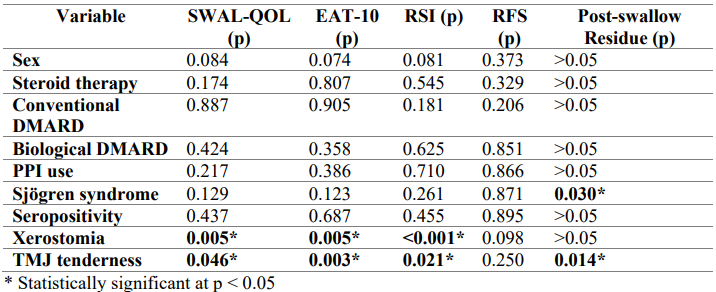 Variable SWAL-QOL (p) EAT-10 (p) RSI (p) RFS (p) Post-swallow Residue (p)
Sex 0.084 0.074 0.081 0.373 >0.05
Steroid therapy 0.174 0.807 0.545 0.329 >0.05
Conventional DMARD 0.887 0.905 0.181 0.206 >0.05
Biological DMARD 0.424 0.358 0.625 0.851 >0.05
PPI use 0.217 0.386 0.710 0.866 >0.05
Sjögren syndrome 0.129 0.123 0.261 0.871 0.030*
Seropositivity 0.437 0.687 0.455 0.895 >0.05
Xerostomia 0.005* 0.005* <0.001* 0.098 >0.05
TMJ tenderness 0.046* 0.003* 0.021* 0.250 0.014*
* Statistically significant at p < 0.05